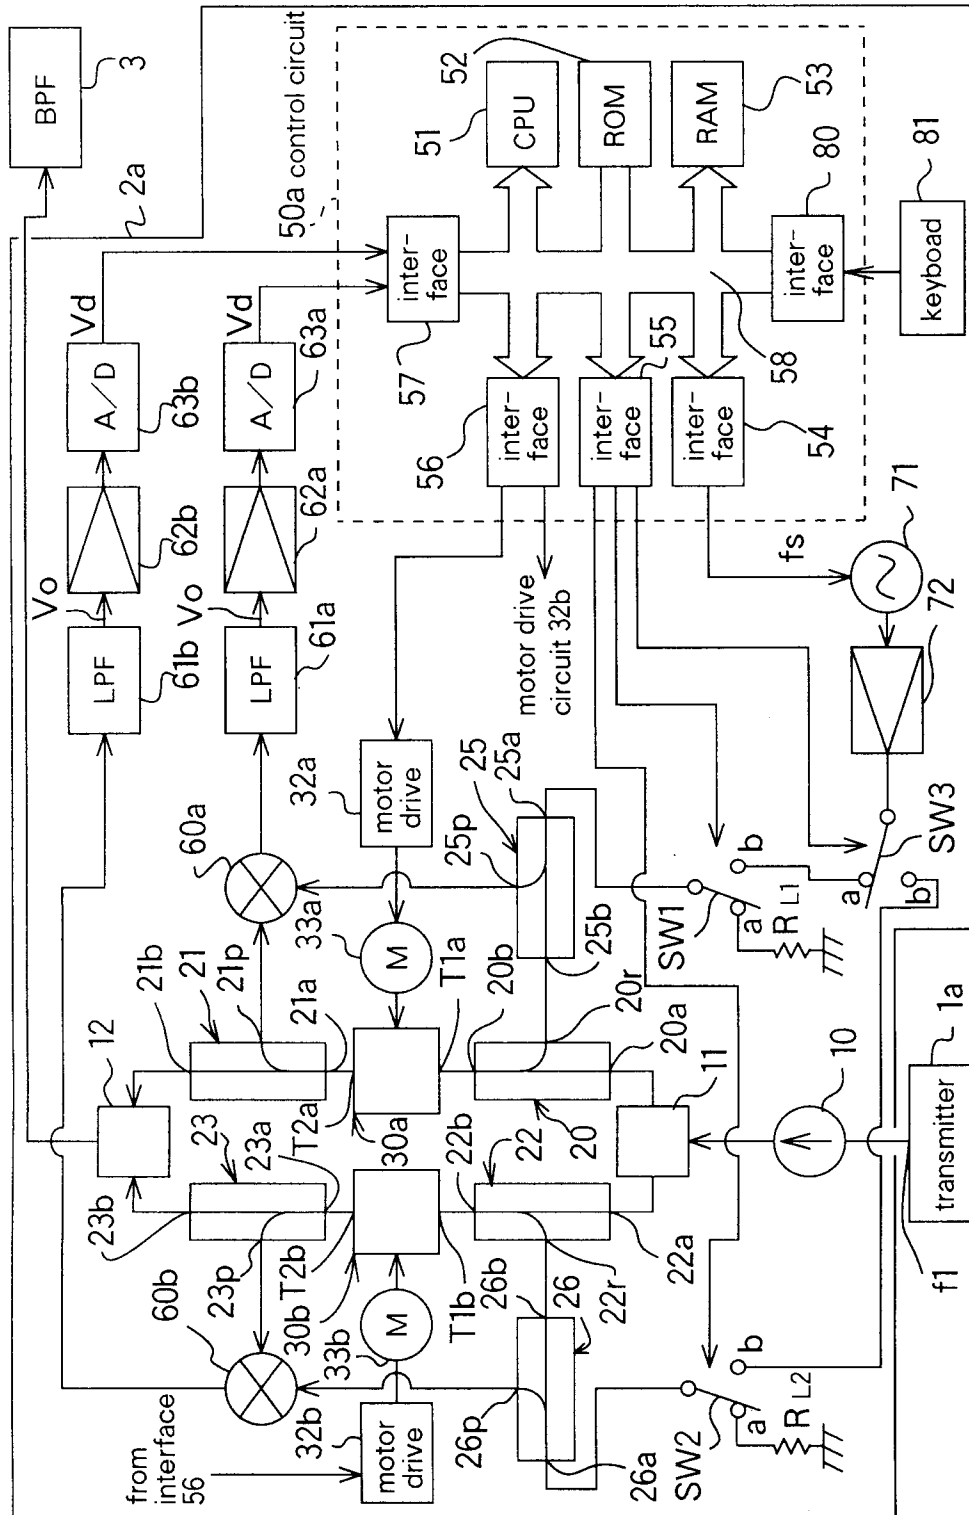 BPF
3
2a
50a control circuit
51
CPU
52
ROM
RAM
53
80
81
keyboad
inter-
face
57
inter-
face
58
56
inter-
face
55
inter-
face
inter-
face
54
Vd
A/D
63b
Vd
A/D
63a
62b
62a
Vo
Vo
LPF
61b
LPF
61a
fs
71
72
motor drive
circuit 32b
32a
motor
drive
60a
33a
M
25
25a
25p
25b
SW1
a
b
R L1
SW3
a
b
21b
21
21p
21a
12
T2a
30a
T1a
20b
20r
20a
20
11
10
1a
transmitter
f1
23
23a
23b
23p
T2b
30b
33b
M
T1b
22b
22
22a
22r
26b
26
26p
26a
60b
32b
motor
drive
from
interface
56
SW2
a
b
R L2